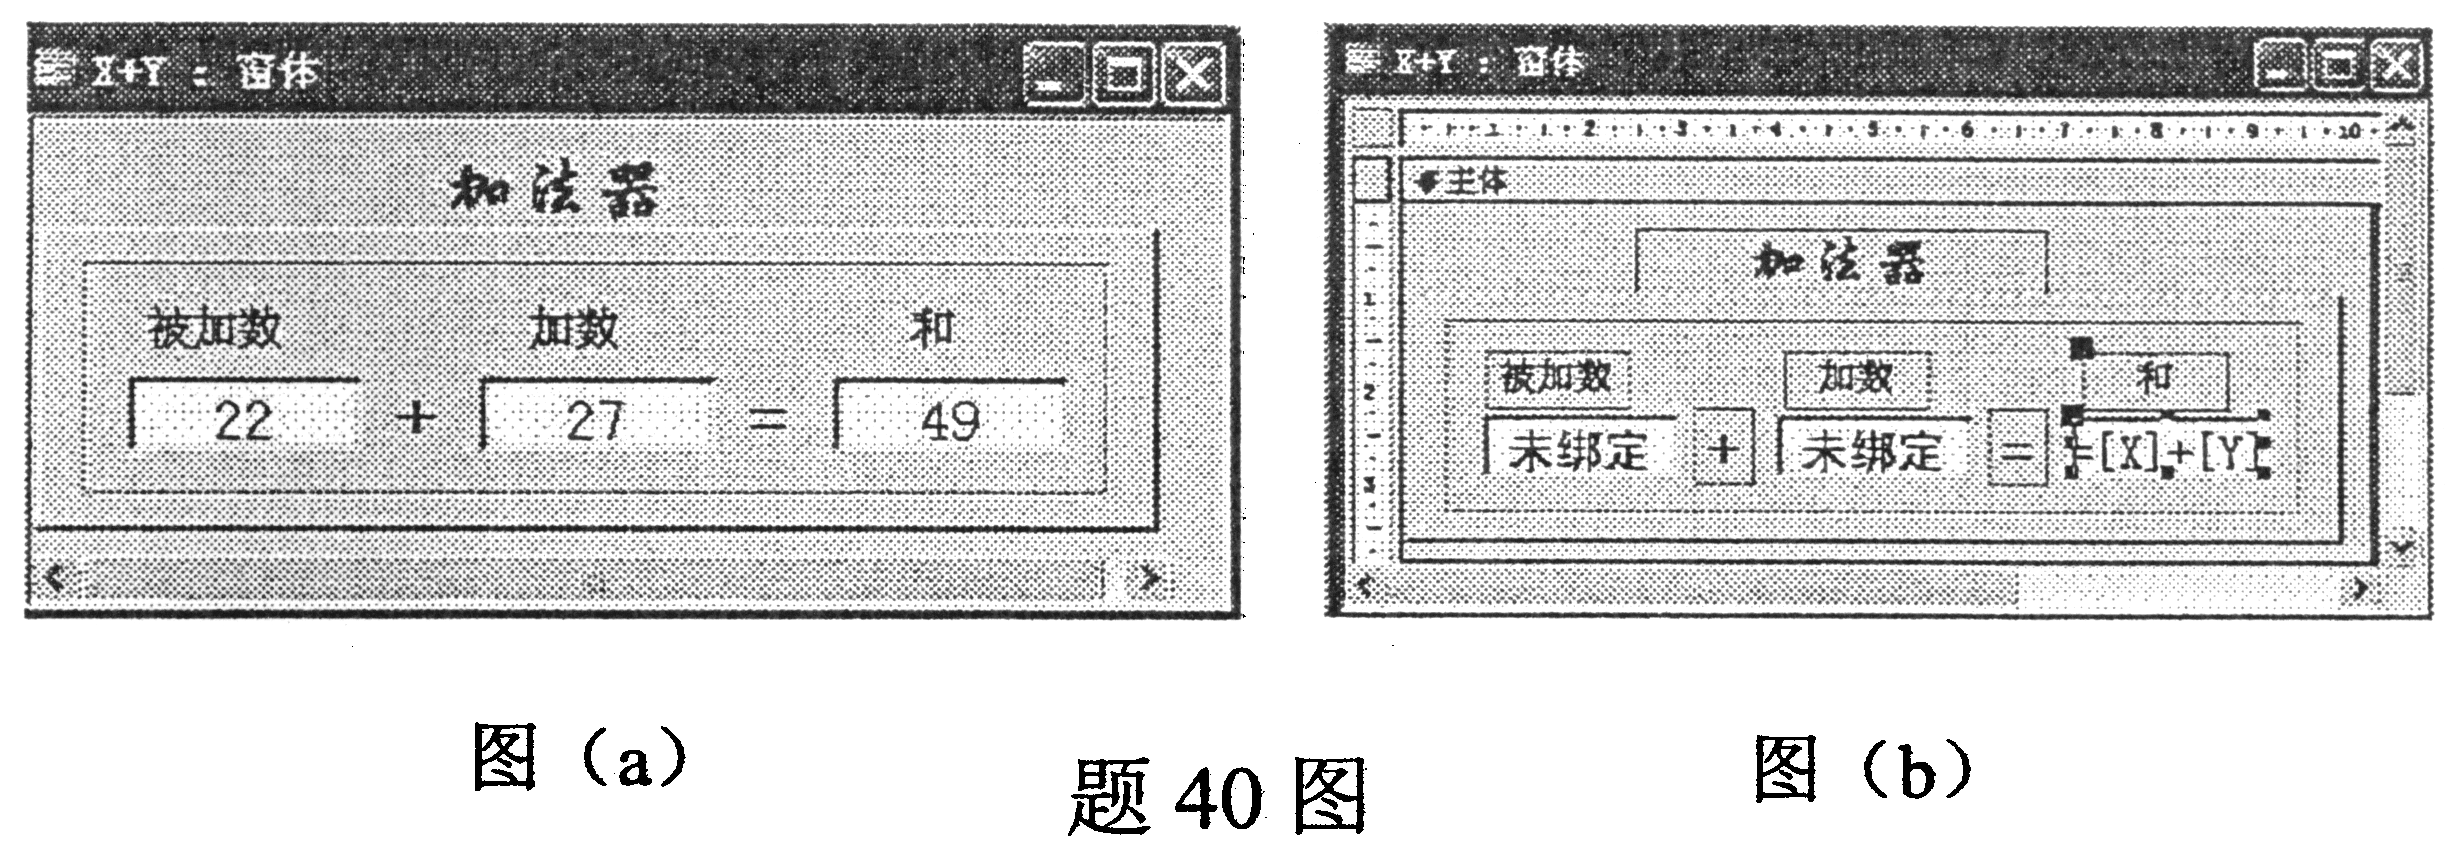 X+Y : 窗体
加法器
被加数 加数 和
22 + 27 = 49
图（a）
X+Y : 窗体
1 2 3 4 5 6 7 8 9 10
主体
加法器
1
被加数 加数 和
2
未绑定 + 未绑定 = =[X]+[Y]
3
图（b）
题 40 图